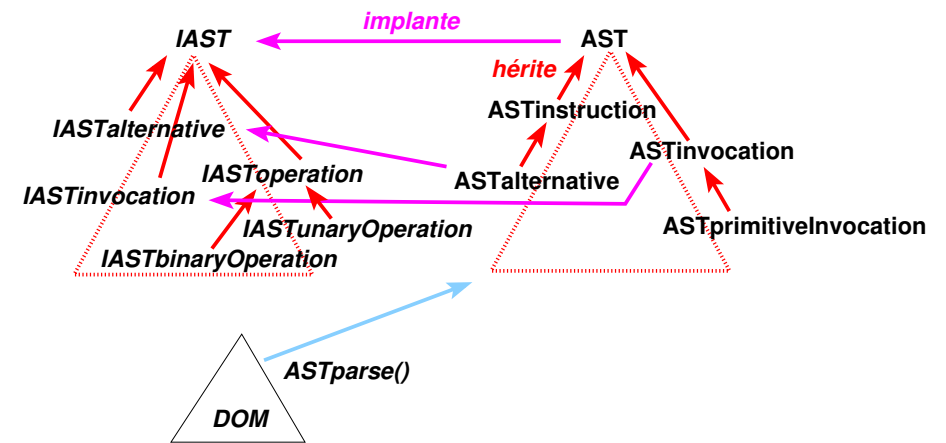 implante
IAST
AST
hérite
ASTinstruction
IASTalternative
ASTinvocation
IASToperation
ASTalternative
IASTinvocation
ASTprimitiveInvocation
IASTunaryOperation
IASTbinaryOperation
ASTparse()
DOM